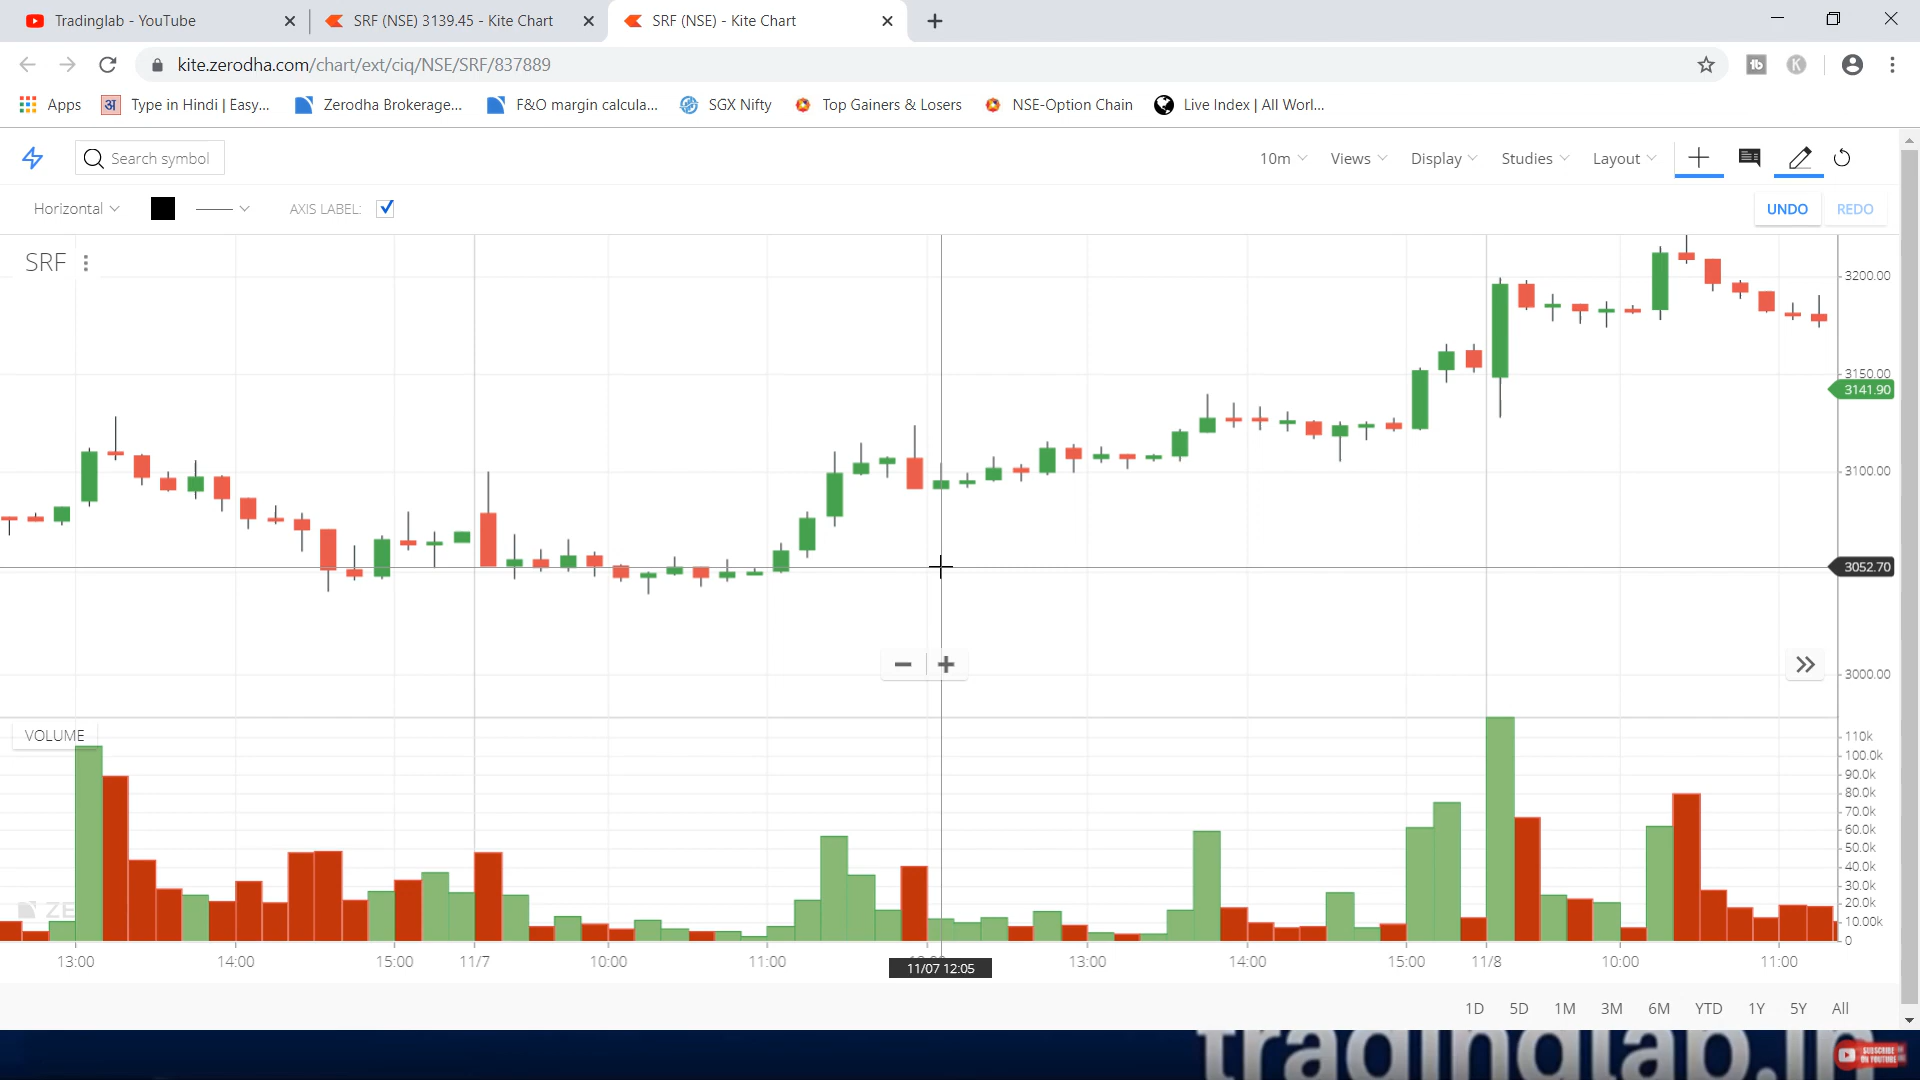 Tradinglab - YouTube
SRF (NSE) 3139.45 - Kite Chart
SRF (NSE) - Kite Chart
kite.zerodha.com/chart/ext/ciq/NSE/SRF/837889
Apps
अ Type in Hindi | Easy...
Zerodha Brokerage...
F&O margin calcula...
SGX Nifty
Top Gainers & Losers
NSE-Option Chain
Live Index | All Worl...
Search symbol
10m Views Display Studies Layout
Horizontal AXIS LABEL: UNDO REDO
SRF
3200.00
3150.00
3141.90
3100.00
3052.70
3000.00
VOLUME
110k
100.0k
90.0k
80.0k
70.0k
60.0k
50.0k
40.0k
30.0k
20.0k
10.00k
0
ZE
13:00 14:00 15:00 11/7 10:00 11:00 13:00 14:00 15:00 11/8 10:00 11:00
11/07 12:05
1D 5D 1M 3M 6M YTD 1Y 5Y All
tradinglab.in
SUBSCRIBE
ON YOUTUBE